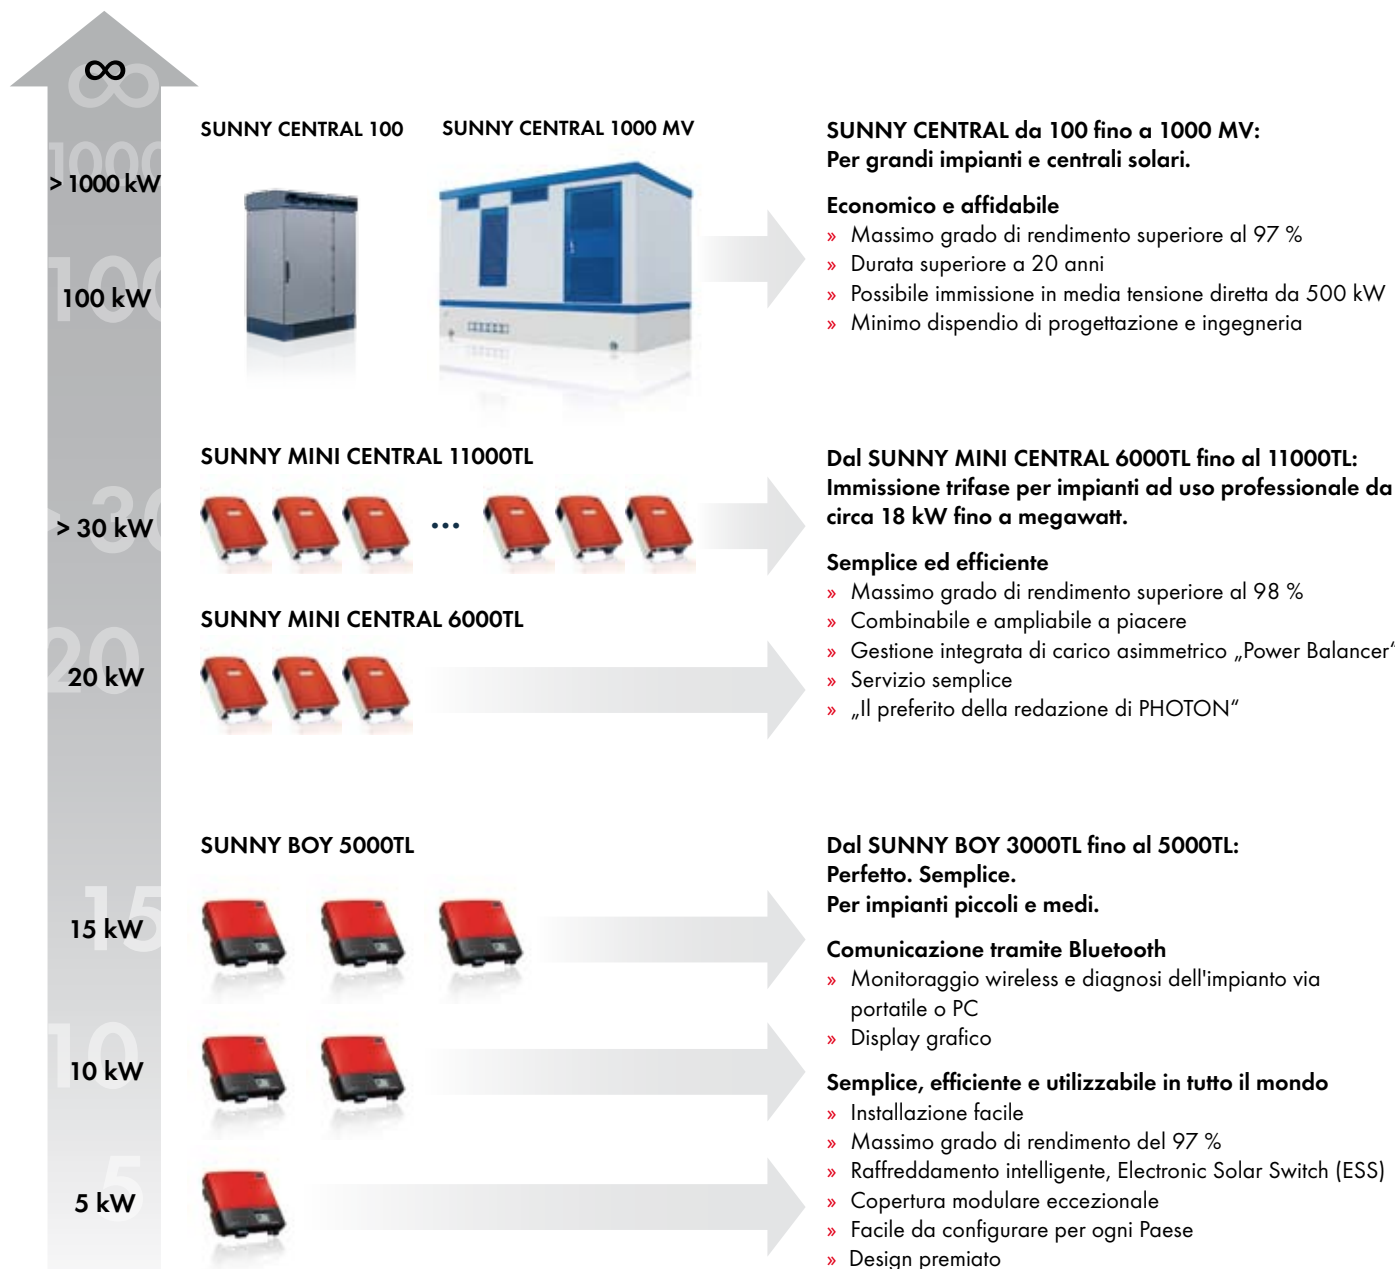 ∞
∞
1000
> 1000 kW
100
100 kW
> 30
> 30 kW
20
20 kW
15
15 kW
10
10 kW
5
5 kW
SUNNY CENTRAL 100
SUNNY CENTRAL 1000 MV
SUNNY CENTRAL da 100 fino a 1000 MV:
Per grandi impianti e centrali solari.
Economico e affidabile
» Massimo grado di rendimento superiore al 97 %
» Durata superiore a 20 anni
» Possibile immissione in media tensione diretta da 500 kW
» Minimo dispendio di progettazione e ingegneria
SUNNY MINI CENTRAL 11000TL
...
SUNNY MINI CENTRAL 6000TL
Dal SUNNY MINI CENTRAL 6000TL fino al 11000TL:
Immissione trifase per impianti ad uso professionale da
circa 18 kW fino a megawatt.
Semplice ed efficiente
» Massimo grado di rendimento superiore al 98 %
» Combinabile e ampliabile a piacere
» Gestione integrata di carico asimmetrico „Power Balancer“
» Servizio semplice
» „Il preferito della redazione di PHOTON“
SUNNY BOY 5000TL
Dal SUNNY BOY 3000TL fino al 5000TL:
Perfetto. Semplice.
Per impianti piccoli e medi.
Comunicazione tramite Bluetooth
» Monitoraggio wireless e diagnosi dell'impianto via
portatile o PC
» Display grafico
Semplice, efficiente e utilizzabile in tutto il mondo
» Installazione facile
» Massimo grado di rendimento del 97 %
» Raffreddamento intelligente, Electronic Solar Switch (ESS)
» Copertura modulare eccezionale
» Facile da configurare per ogni Paese
» Design premiato